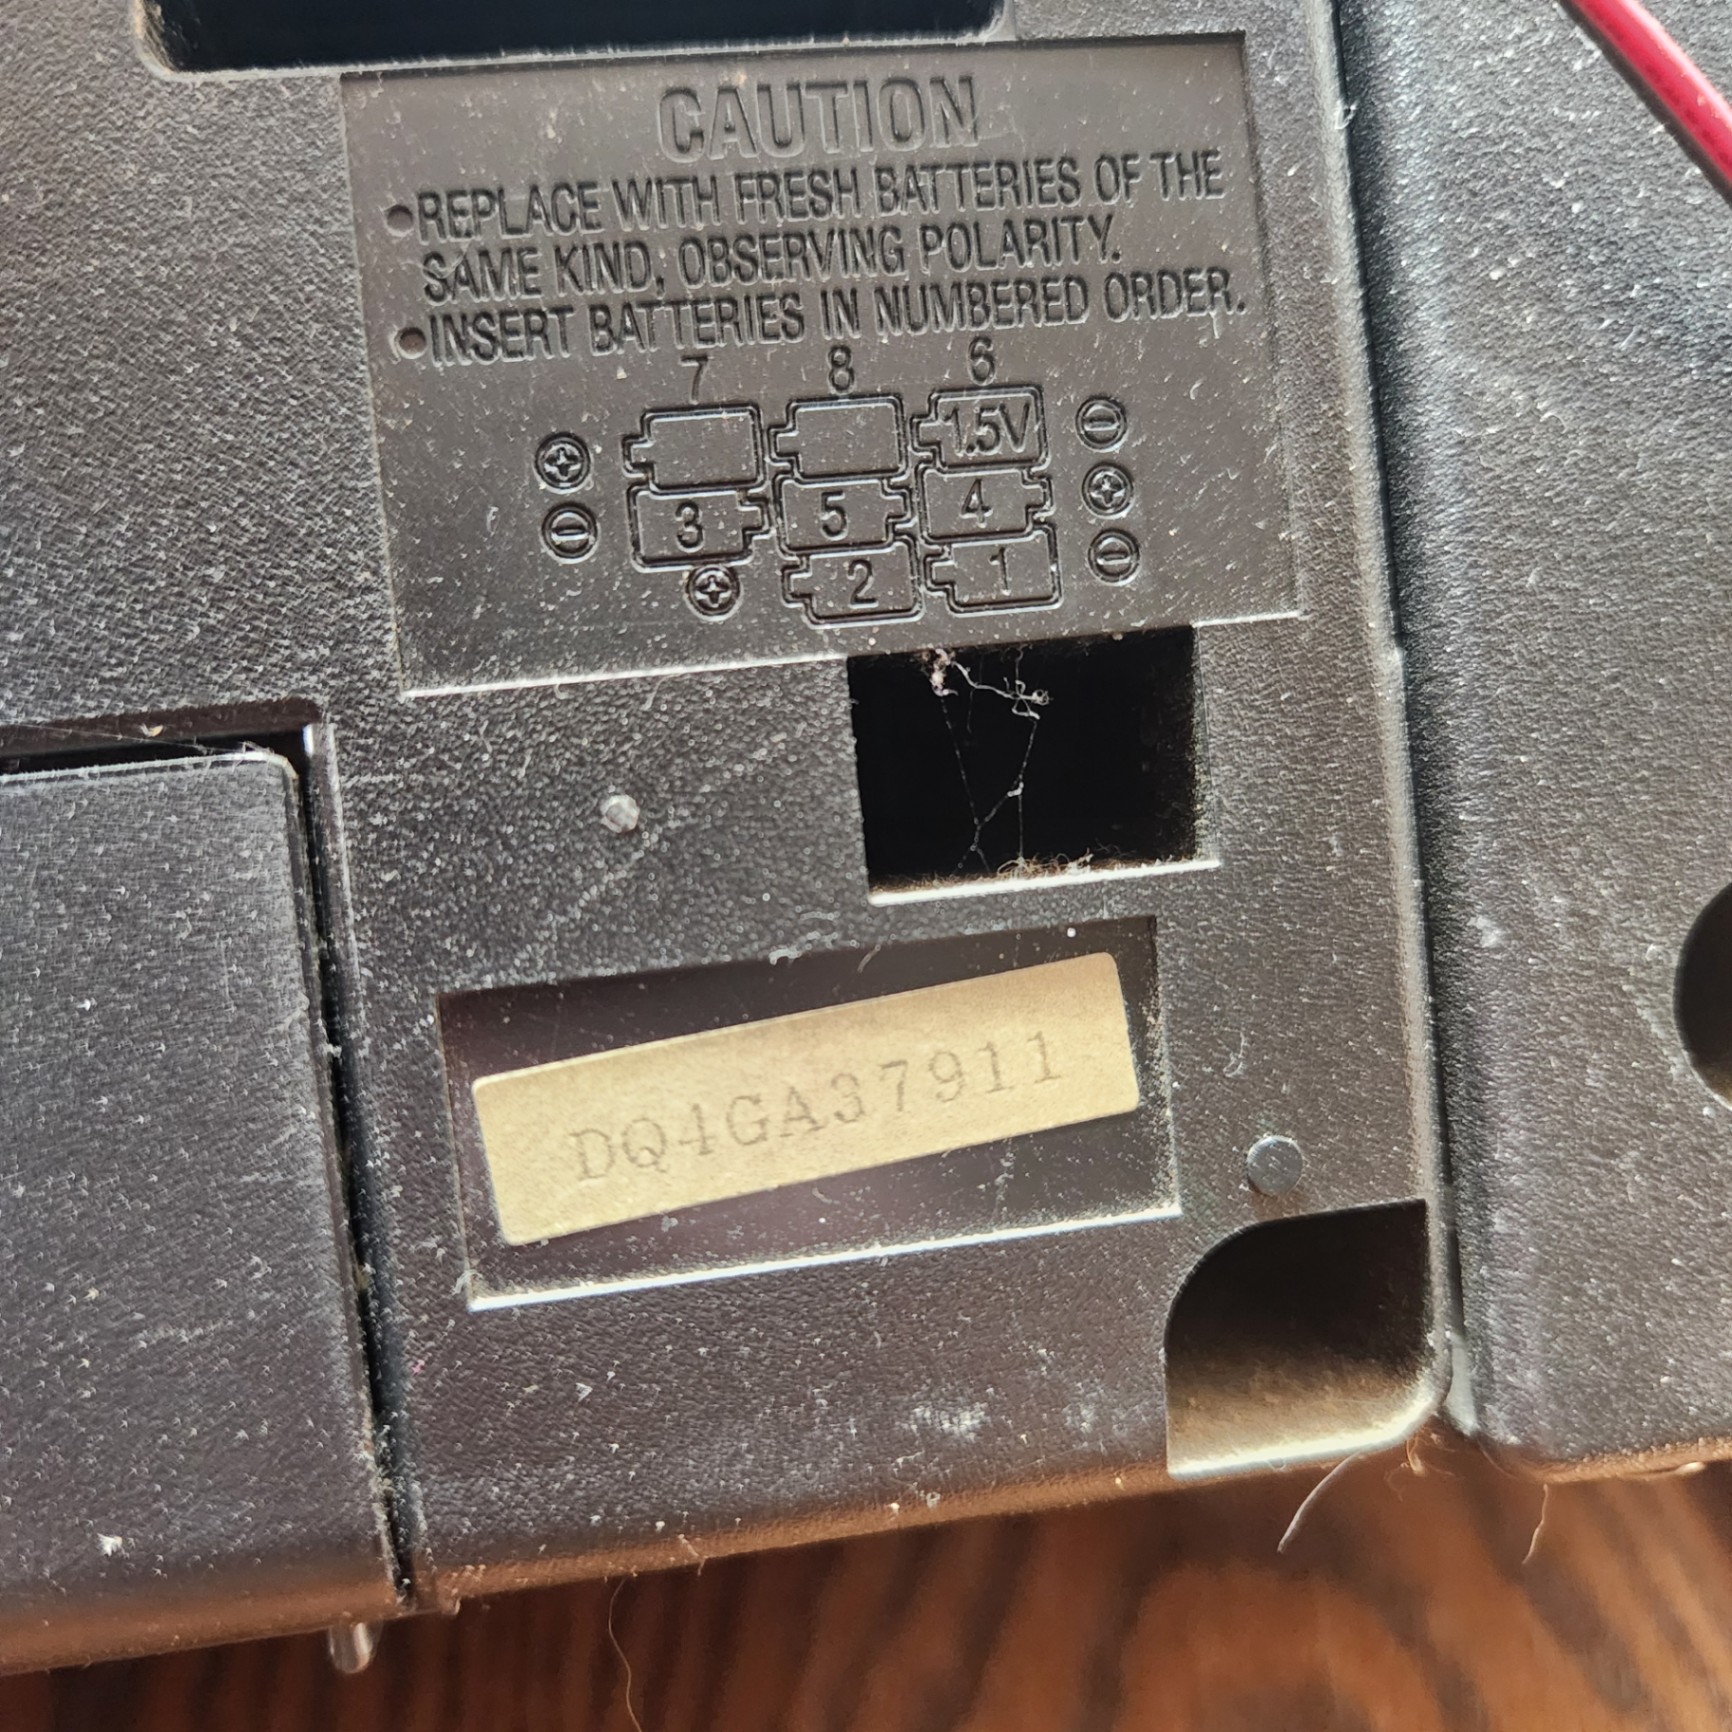 CAUTION
•REPLACE WITH FRESH BATTERIES OF THE
SAME KIND, OBSERVING POLARITY.
•INSERT BATTERIES IN NUMBERED ORDER.
7 8 6
+ 1.5V −
− 3 5 4 +
+ 2 1 −
DQ4GA37911